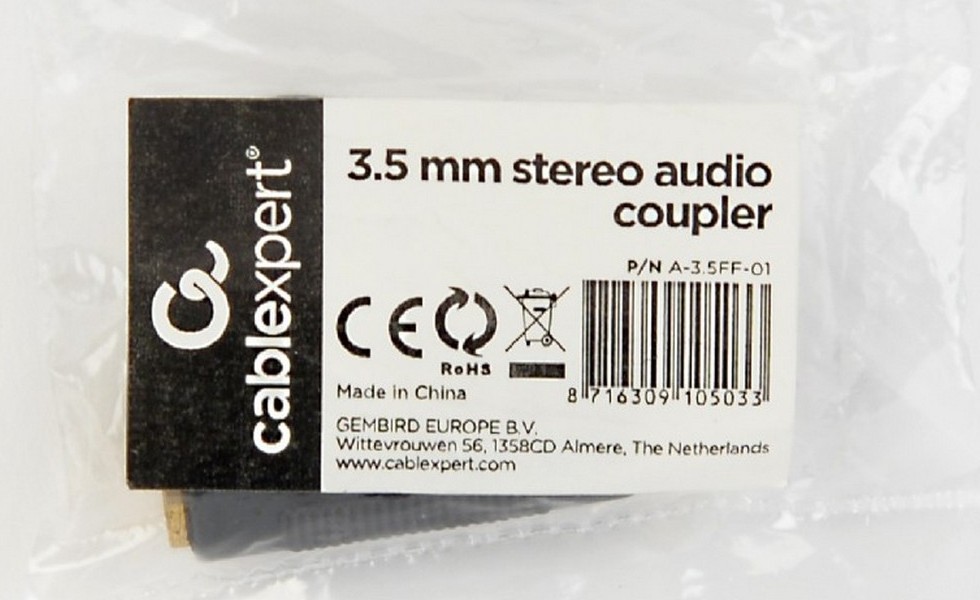 cablexpert®
3.5 mm stereo audio
coupler
P/N A-3.5FF-01
CE
RoHS
8 716309 105033
Made in China
GEMBIRD EUROPE B.V.
Wittevrouwen 56, 1358CD Almere, The Netherlands
www.cablexpert.com